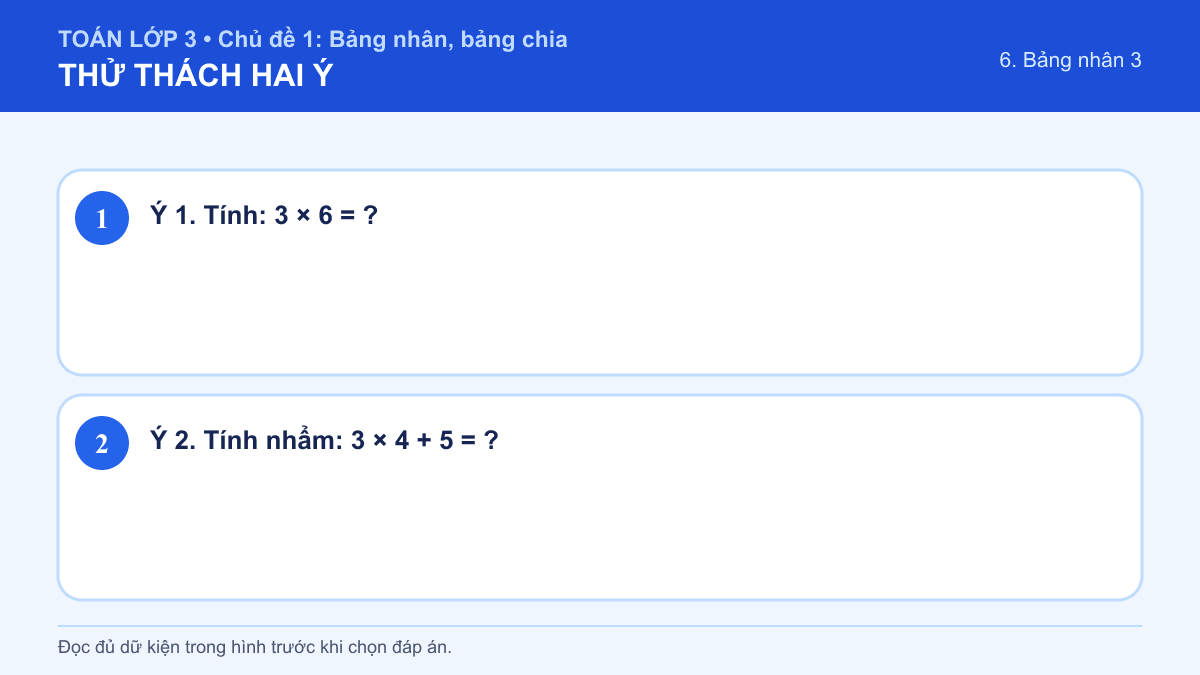 TOÁN LỚP 3 • Chủ đề 1: Bảng nhân, bảng chia
THỬ THÁCH HAI Ý
6. Bảng nhân 3
1
Ý 1. Tính: 3 × 6 = ?
2
Ý 2. Tính nhẩm: 3 × 4 + 5 = ?
Đọc đủ dữ kiện trong hình trước khi chọn đáp án.